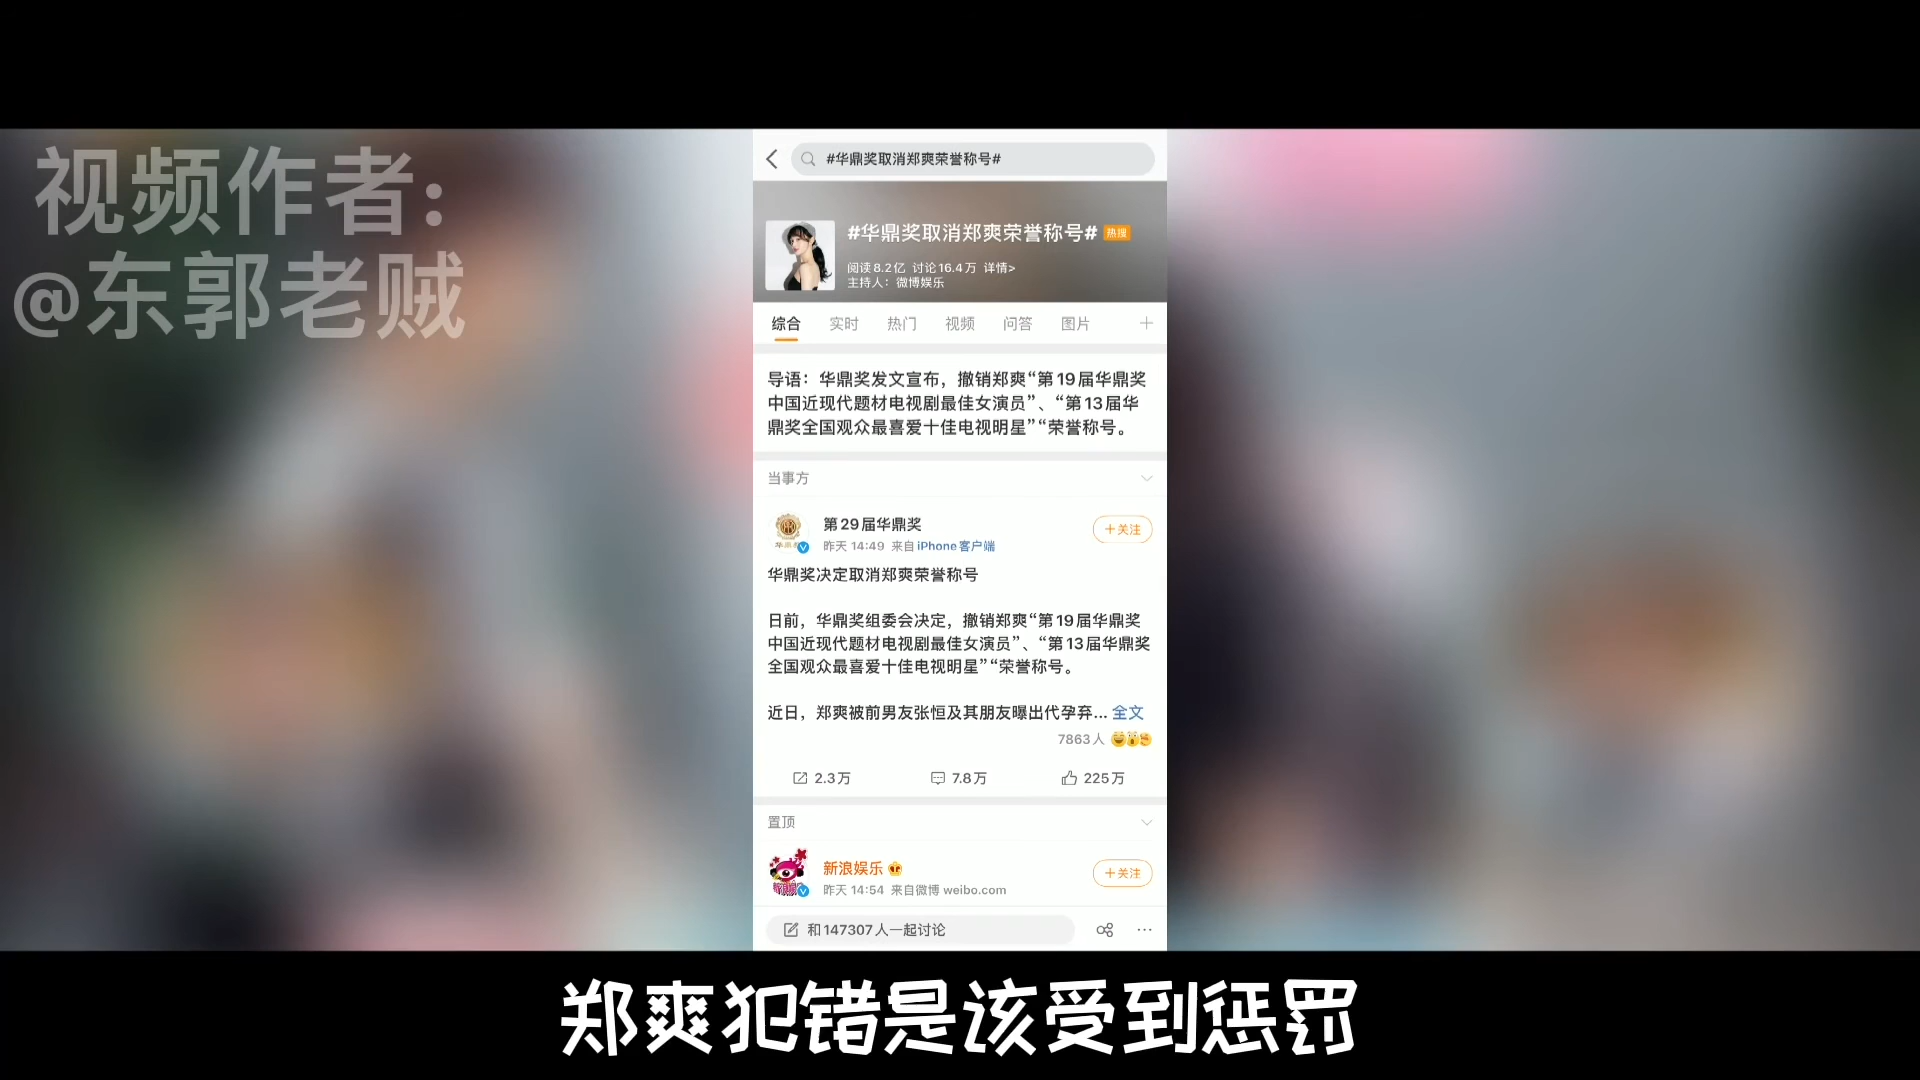 视频作者:
@东郭老贼
#华鼎奖取消郑爽荣誉称号#
#华鼎奖取消郑爽荣誉称号# 热搜
阅读8.2亿 讨论16.4万 详情>
主持人：微博娱乐
综合 实时 热门 视频 问答 图片
导语：华鼎奖发文宣布，撤销郑爽“第19届华鼎奖
中国近现代题材电视剧最佳女演员”、“第13届华
鼎奖全国观众最喜爱十佳电视明星”“荣誉称号。
当事方
第29届华鼎奖
+关注
昨天 14:49 来自 iPhone客户端
华鼎奖决定取消郑爽荣誉称号
日前，华鼎奖组委会决定，撤销郑爽“第19届华鼎奖
中国近现代题材电视剧最佳女演员”、“第13届华鼎奖
全国观众最喜爱十佳电视明星”“荣誉称号。
近日，郑爽被前男友张恒及其朋友曝出代孕弃... 全文
7863人
2.3万 7.8万 225万
置顶
新浪娱乐
+关注
昨天 14:54 来自微博 weibo.com
和147307人一起讨论
郑爽犯错是该受到惩罚